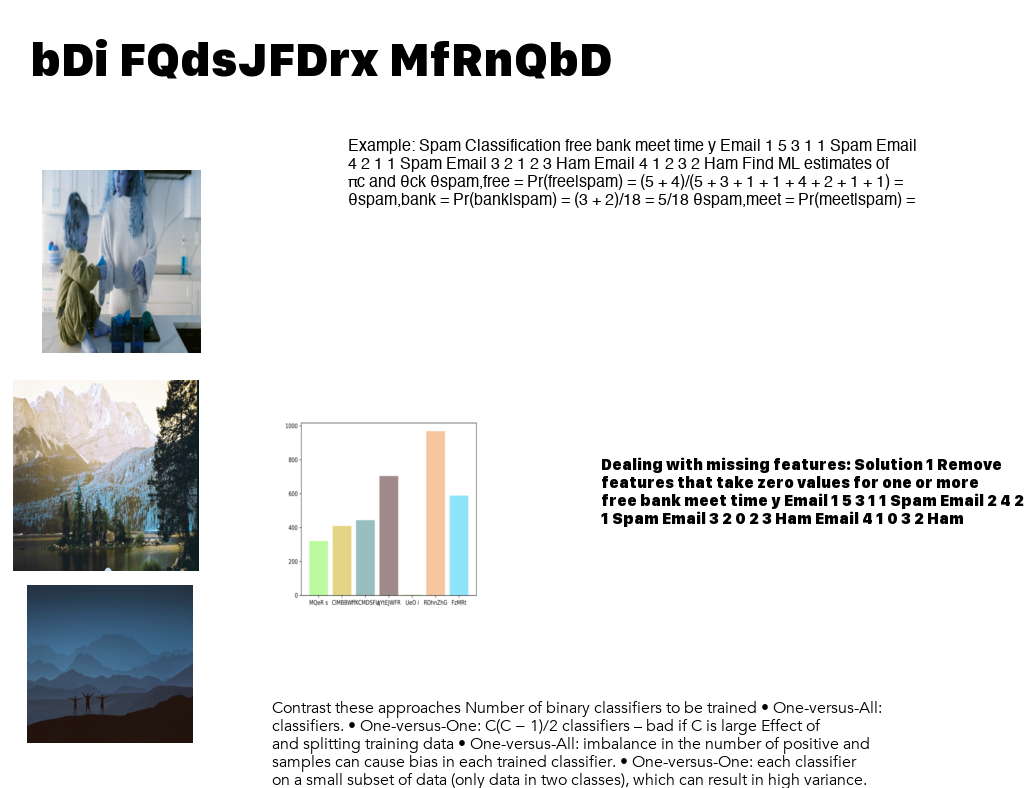 bDi FQdsJFDrx MfRnQbD
Example: Spam Classification free bank meet time y Email 1 5 3 1 1 Spam Email
4 2 1 1 Spam Email 3 2 1 2 3 Ham Email 4 1 2 3 2 Ham Find ML estimates of
πc and θck θspam,free = Pr(free|spam) = (5 + 4)/(5 + 3 + 1 + 1 + 4 + 2 + 1 + 1) =
θspam,bank = Pr(bank|spam) = (3 + 2)/18 = 5/18 θspam,meet = Pr(meet|spam) =
1000
800
600
400
200
0
MQeR s UeO i RDhnZhG FzMRt
Dealing with missing features: Solution 1 Remove
features that take zero values for one or more
free bank meet time y Email 1 5 3 1 1 Spam Email 2 4 2
1 Spam Email 3 2 0 2 3 Ham Email 4 1 0 3 2 Ham
Contrast these approaches Number of binary classifiers to be trained • One-versus-All:
classifiers. • One-versus-One: C(C − 1)/2 classifiers – bad if C is large Effect of
and splitting training data • One-versus-All: imbalance in the number of positive and
samples can cause bias in each trained classifier. • One-versus-One: each classifier
on a small subset of data (only data in two classes), which can result in high variance.